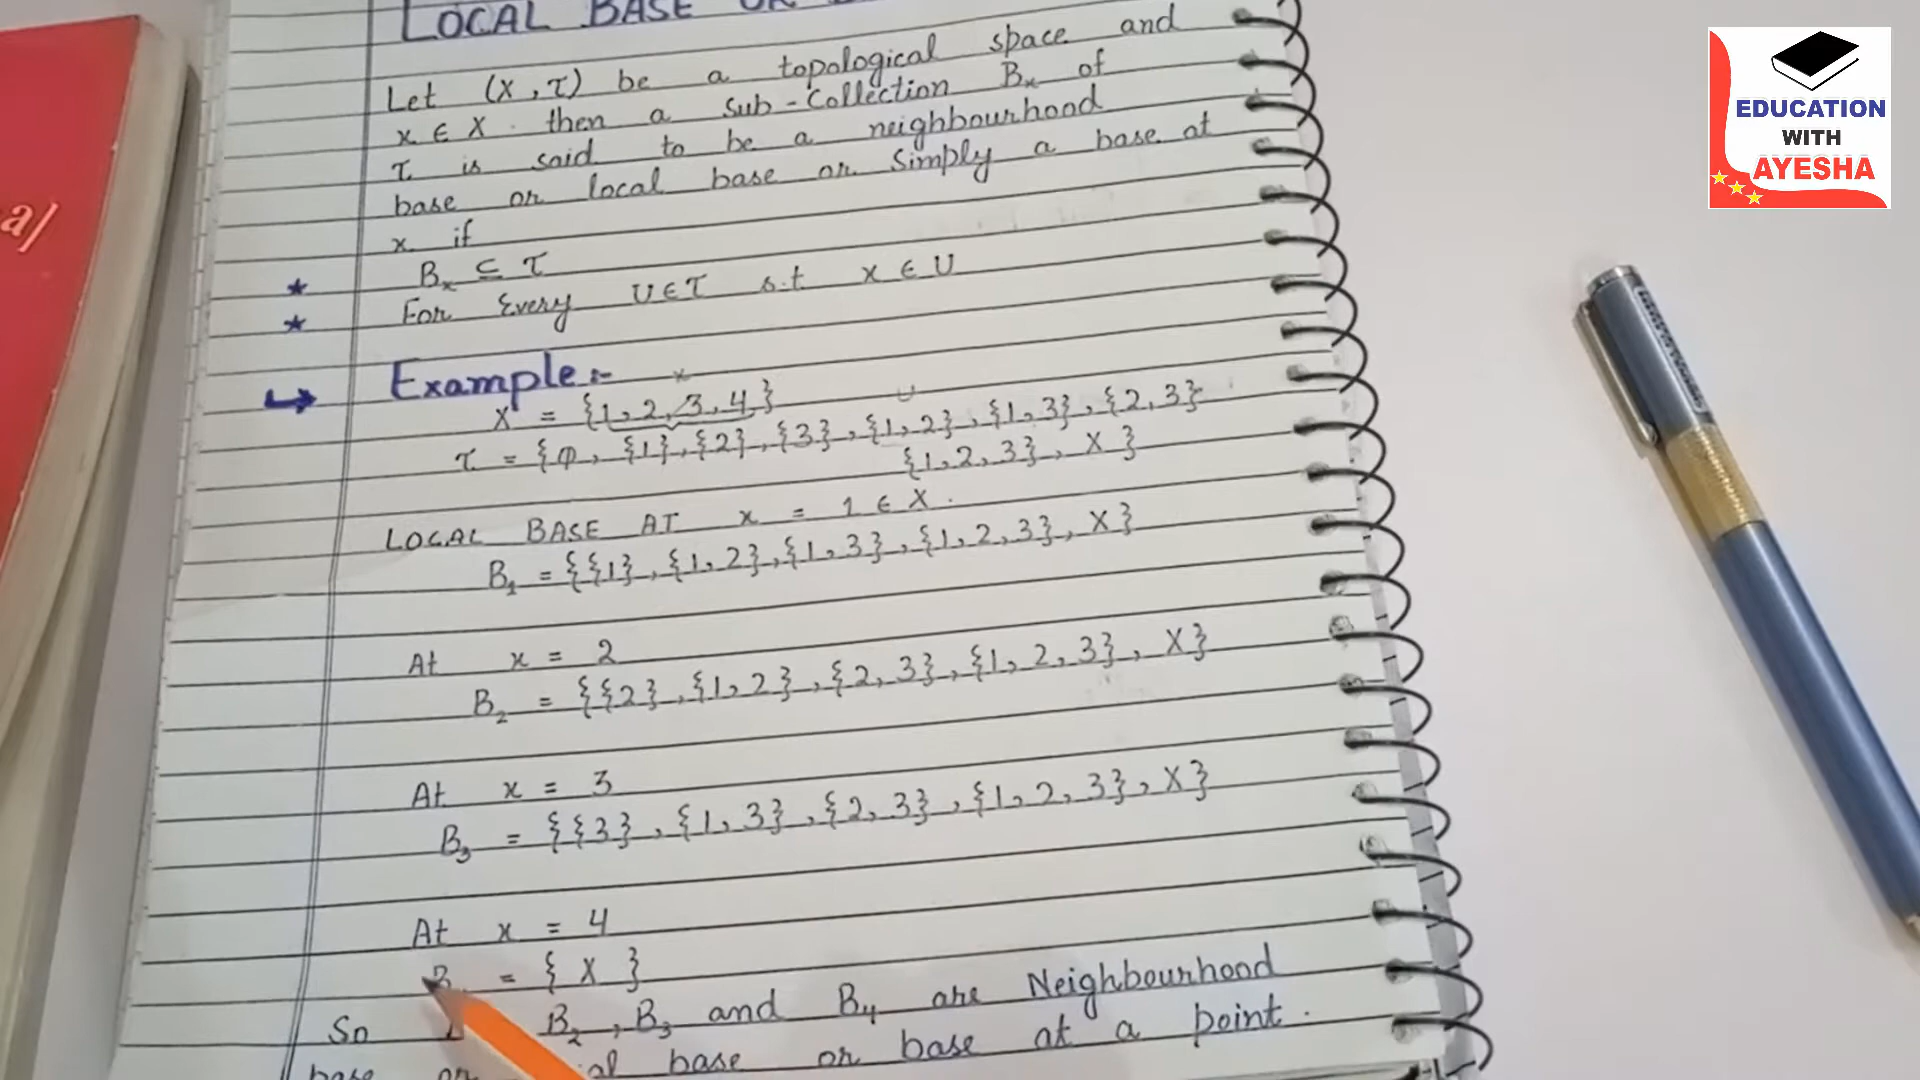 LOCAL BASE OR
Let (X, τ) be a topological space and
x ∈ X. then a sub-Collection Bₓ of
τ is said to be a neighbourhood
base or local base or simply a base at
x if
★ Bₓ ⊆ τ
★ For Every U ∈ τ s.t x ∈ U
↳ Example:-
X = {1, 2, 3, 4}
τ = {φ, {1}, {2}, {3}, {1, 2}, {1, 3}, {2, 3}
{1, 2, 3}, X}
LOCAL BASE AT x = 1 ∈ X.
B₁ = {{1}, {1, 2}, {1, 3}, {1, 2, 3}, X}
At x = 2
B₂ = {{2}, {1, 2}, {2, 3}, {1, 2, 3}, X}
At x = 3
B₃ = {{3}, {1, 3}, {2, 3}, {1, 2, 3}, X}
At x = 4
= {X}
So B₂, B₃ and B₄ are Neighbourhood
base or base or base at a point.
EDUCATION
WITH
AYESHA